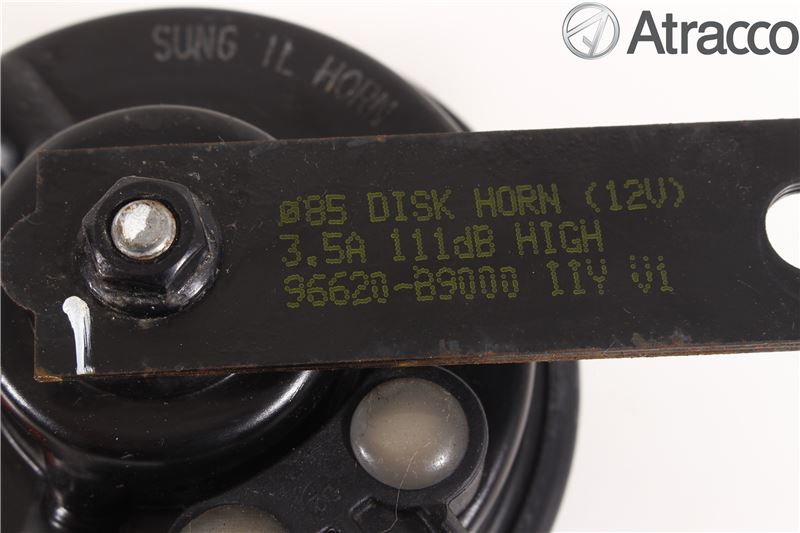 Atracco
SUNG IL HORN
ø85 DISK HORN (12V)
3.5A 111dB HIGH
96620-B9000 IIY V1